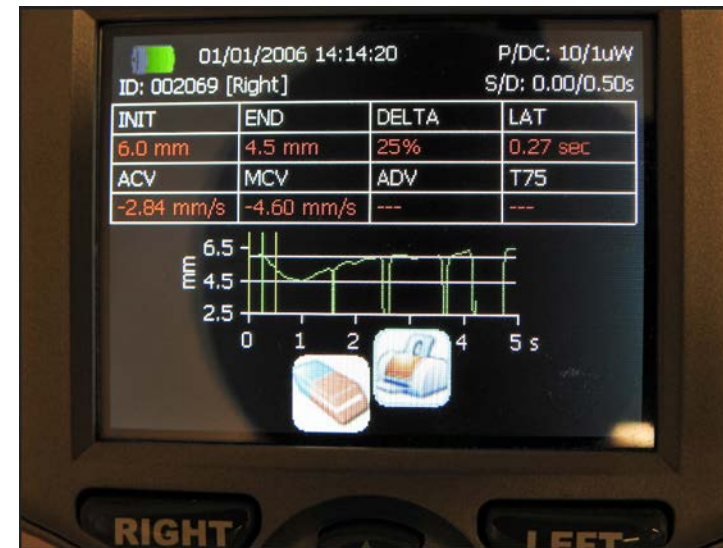 01/01/2006 14:14:20 P/DC: 10/1uW
ID: 002069 [Right] S/D: 0.00/0.50s
INIT END DELTA LAT
6.0 mm 4.5 mm 25% 0.27 sec
ACV MCV ADV T75
-2.84 mm/s -4.60 mm/s --- ---
6.5
mm
4.5
2.5
0 1 2 4 5 s
RIGHT LEFT